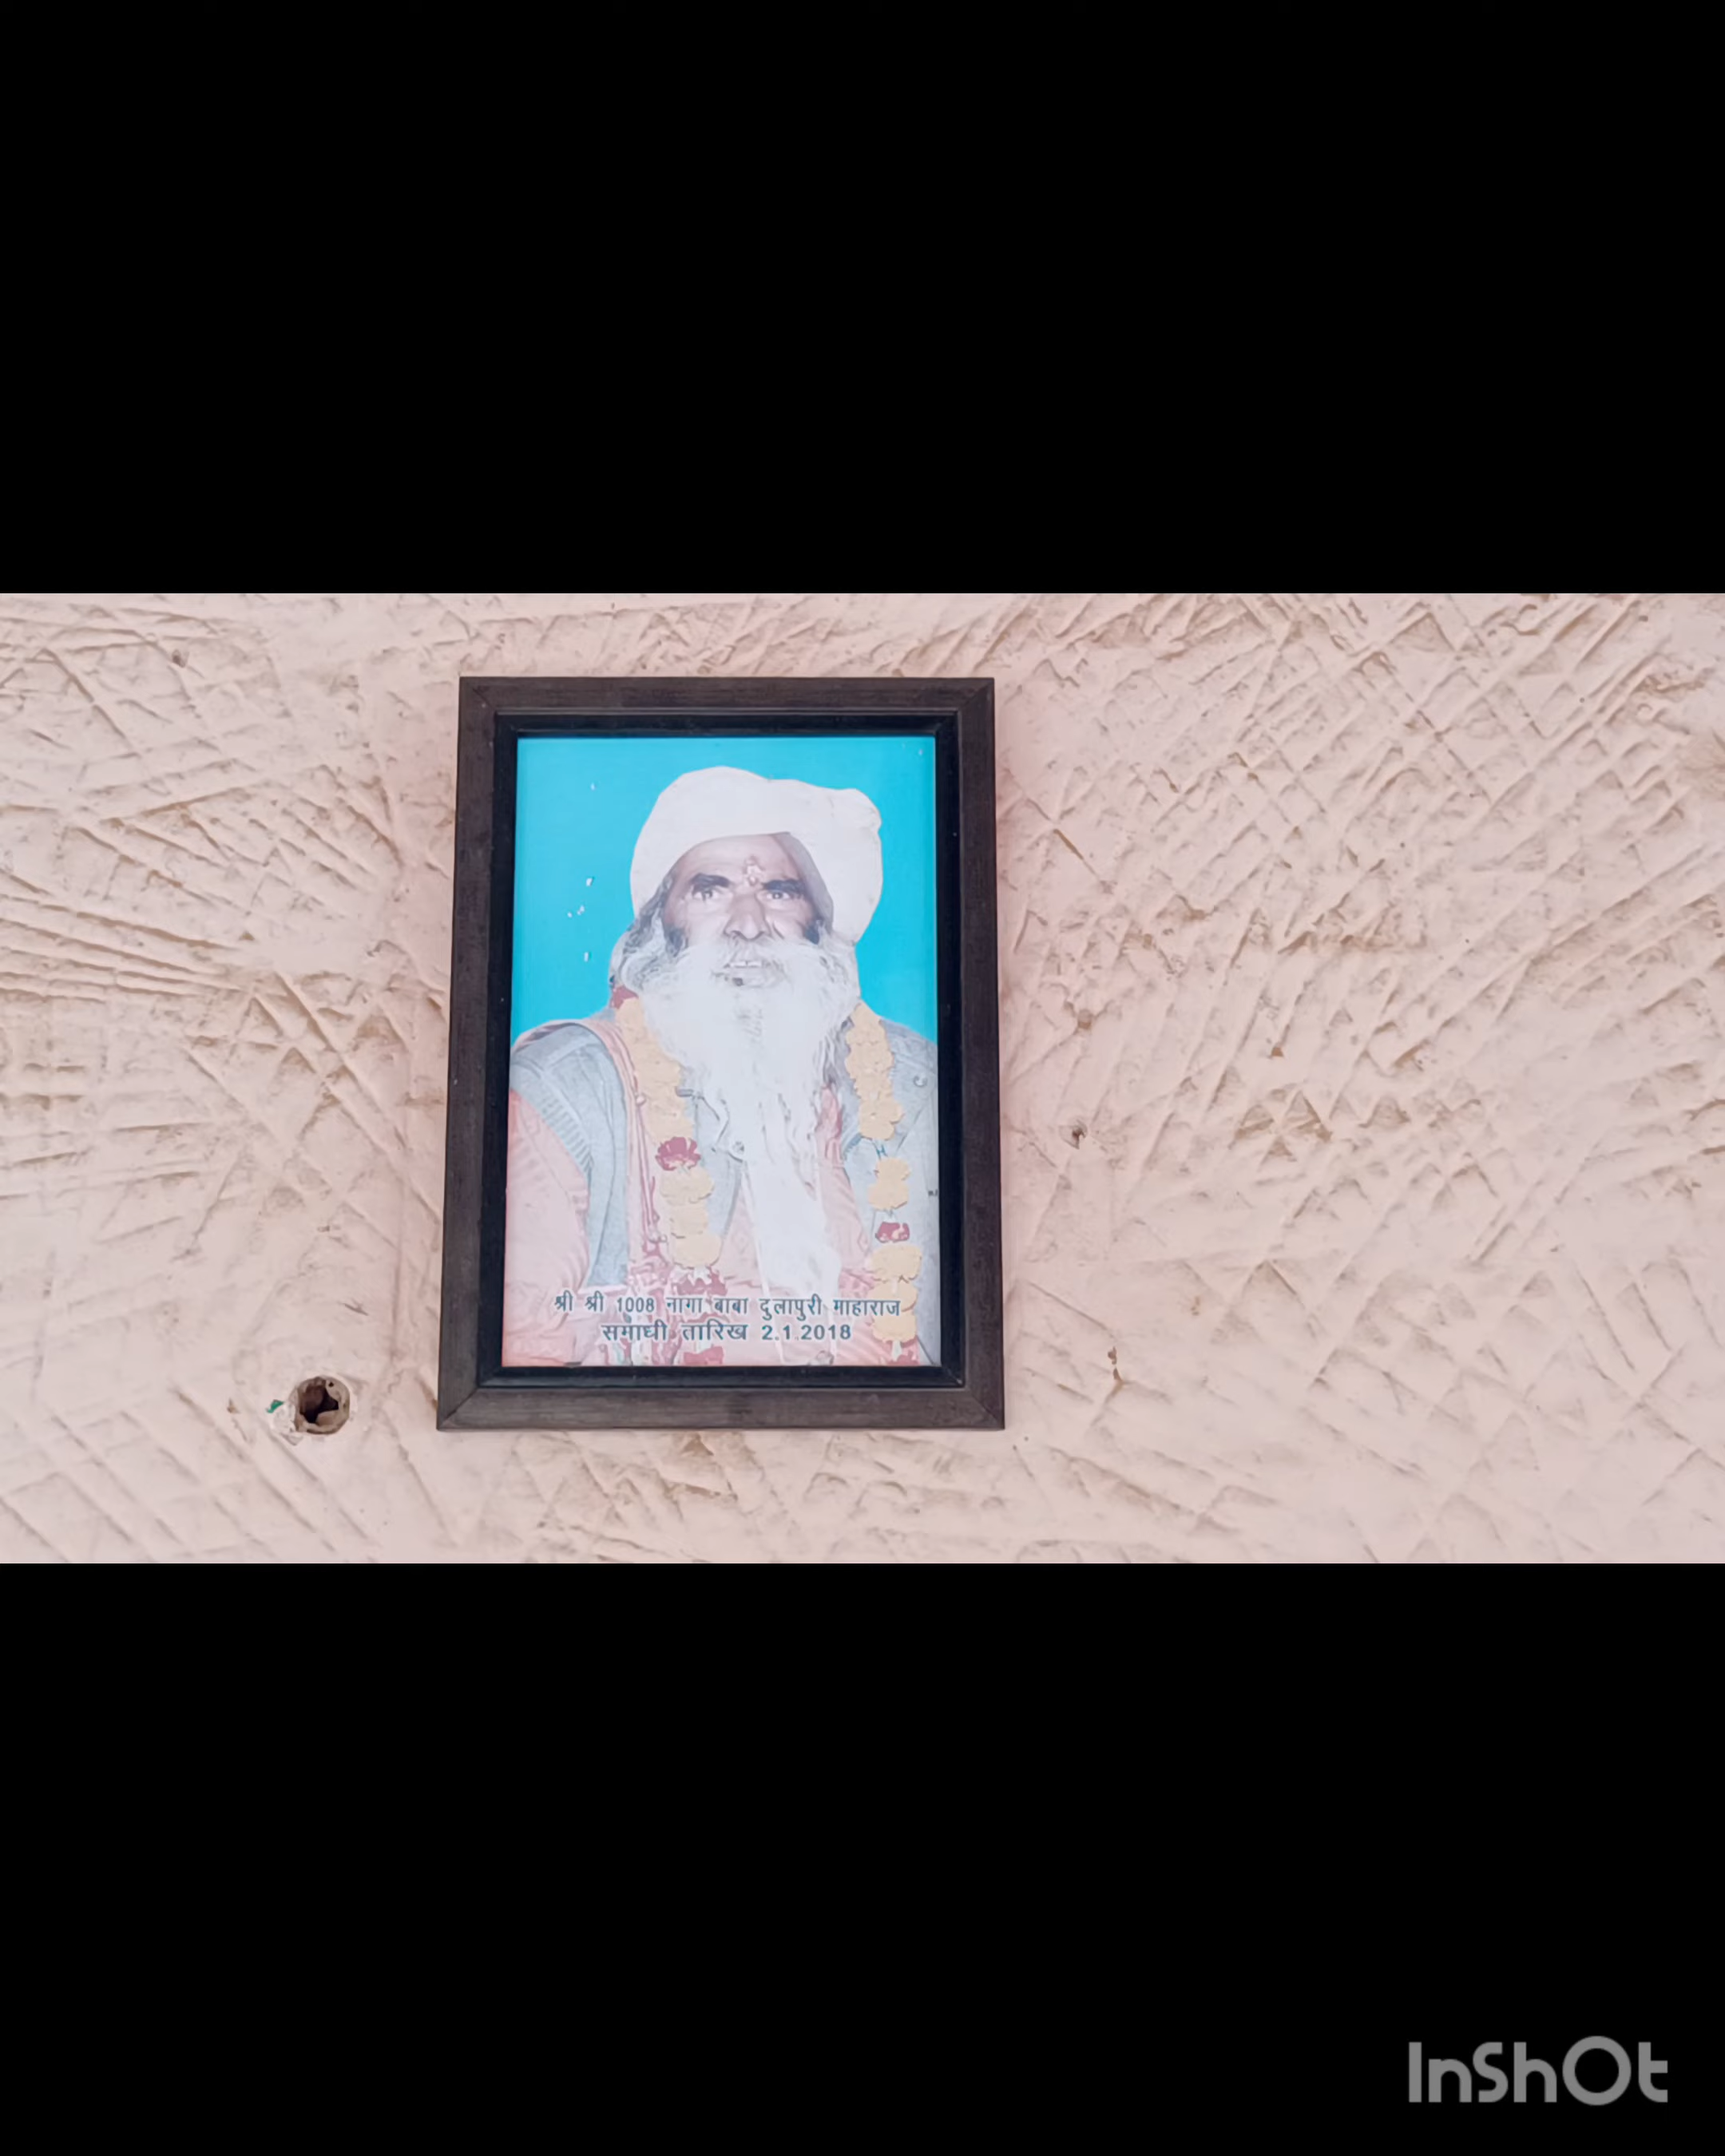 श्री श्री 1008 नागा बाबा दुलापुरी माहाराज
समाधी तारिख 2.1.2018
InShOt